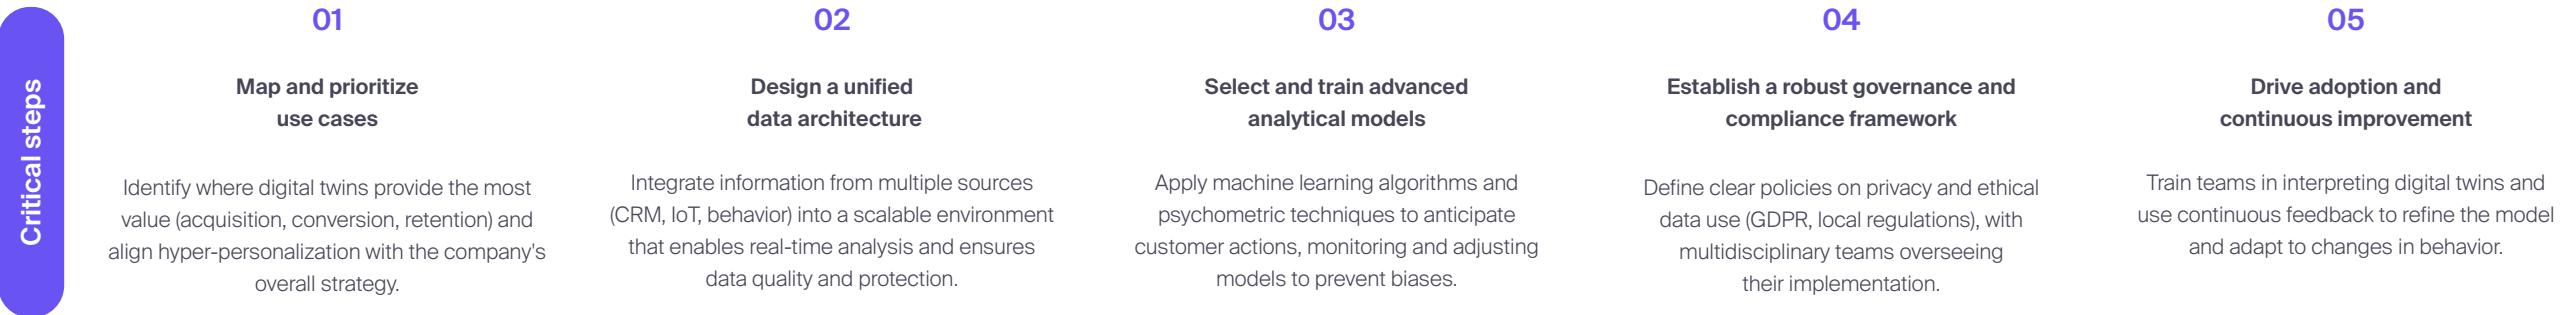 Critical steps
01
Map and prioritize
use cases
Identify where digital twins provide the most
value (acquisition, conversion, retention) and
align hyper-personalization with the company's
overall strategy.
02
Design a unified
data architecture
Integrate information from multiple sources
(CRM, IoT, behavior) into a scalable environment
that enables real-time analysis and ensures
data quality and protection.
03
Select and train advanced
analytical models
Apply machine learning algorithms and
psychometric techniques to anticipate
customer actions, monitoring and adjusting
models to prevent biases.
04
Establish a robust governance and
compliance framework
Define clear policies on privacy and ethical
data use (GDPR, local regulations), with
multidisciplinary teams overseeing
their implementation.
05
Drive adoption and
continuous improvement
Train teams in interpreting digital twins and
use continuous feedback to refine the model
and adapt to changes in behavior.